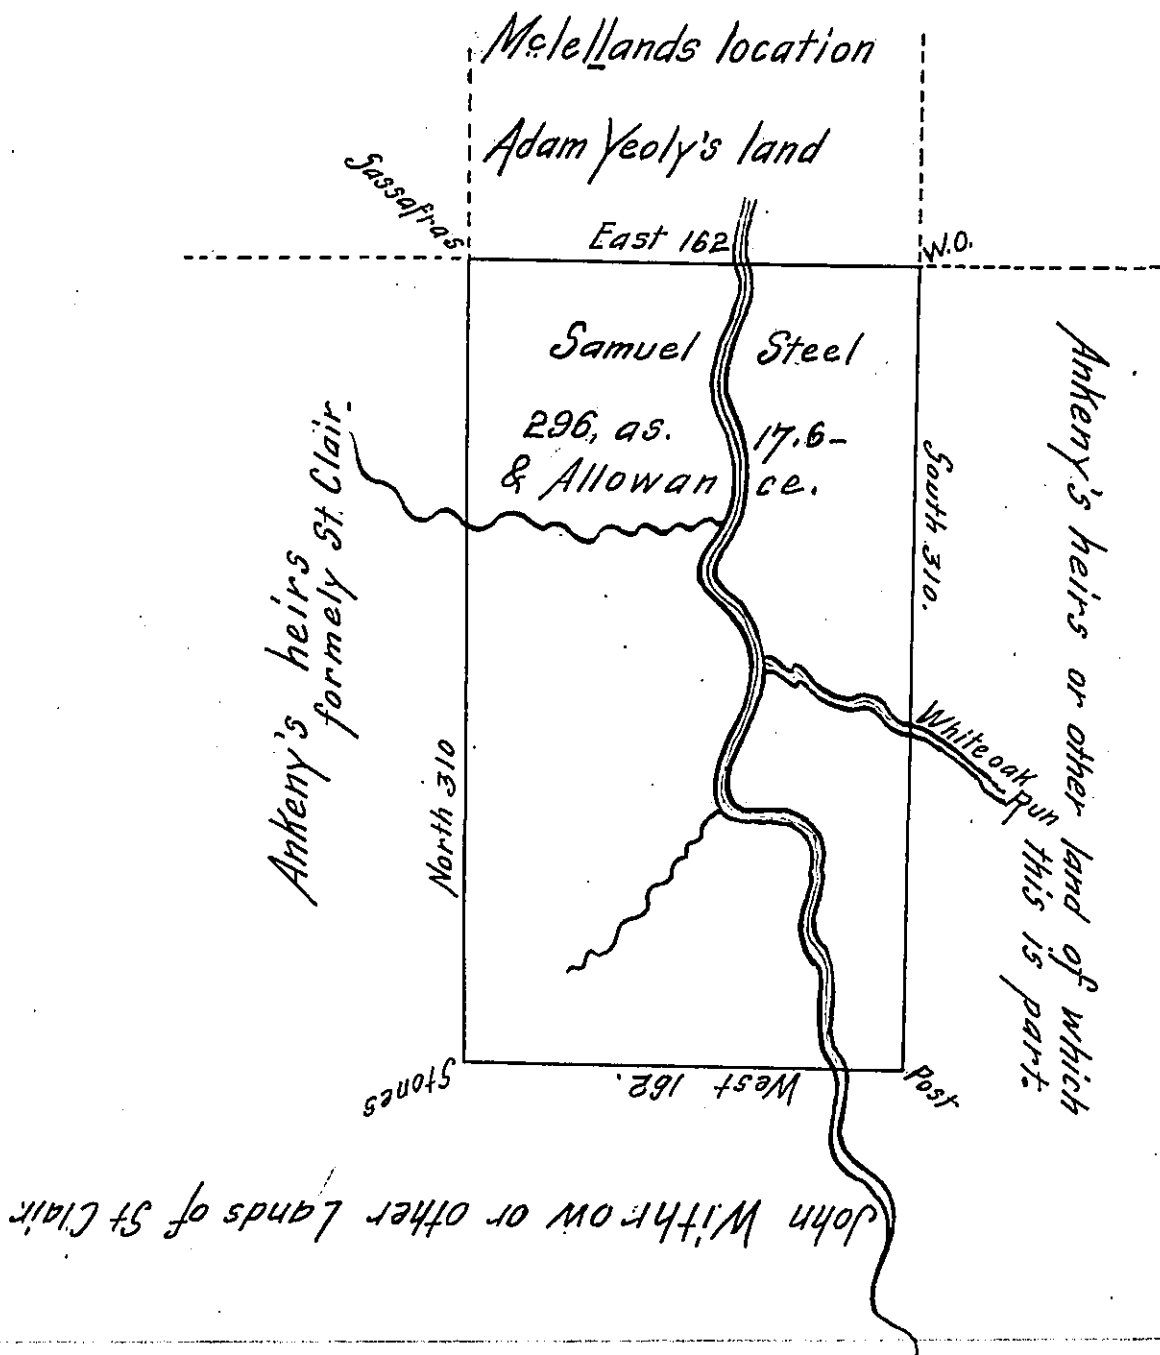 Mclellands location
Adam Yeoly's land
Sassafras
East 162
W.O.
Samuel Steel
296, as. 17.6-
& Allowan ce.
South 310.
Ankeny's heirs or other land of which
this is part.
Ankeny's heirs
formely St. Clair.
North 310
Whiteoak
Run
Stones
West 162.
Post
John Withrow or other Lands of St Clair